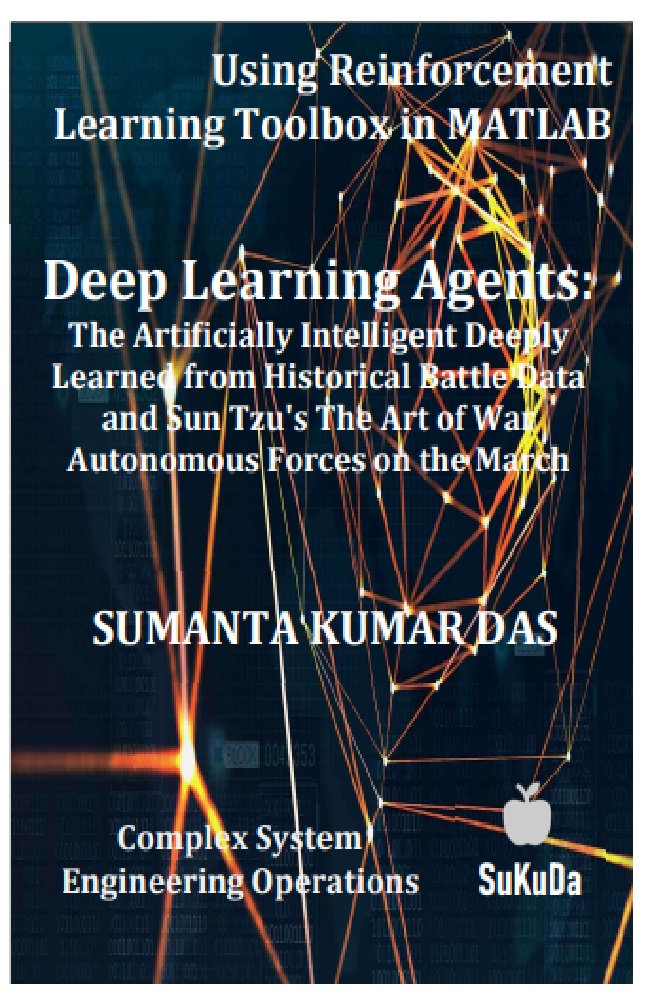 Using Reinforcement
Learning Toolbox in MATLAB
Deep Learning Agents:
The Artificially Intelligent Deeply
Learned from Historical Battle Data
and Sun Tzu's The Art of War
Autonomous Forces on the March
SUMANTA KUMAR DAS
BLOCK 0042353
Complex System
Engineering Operations
SuKuDa